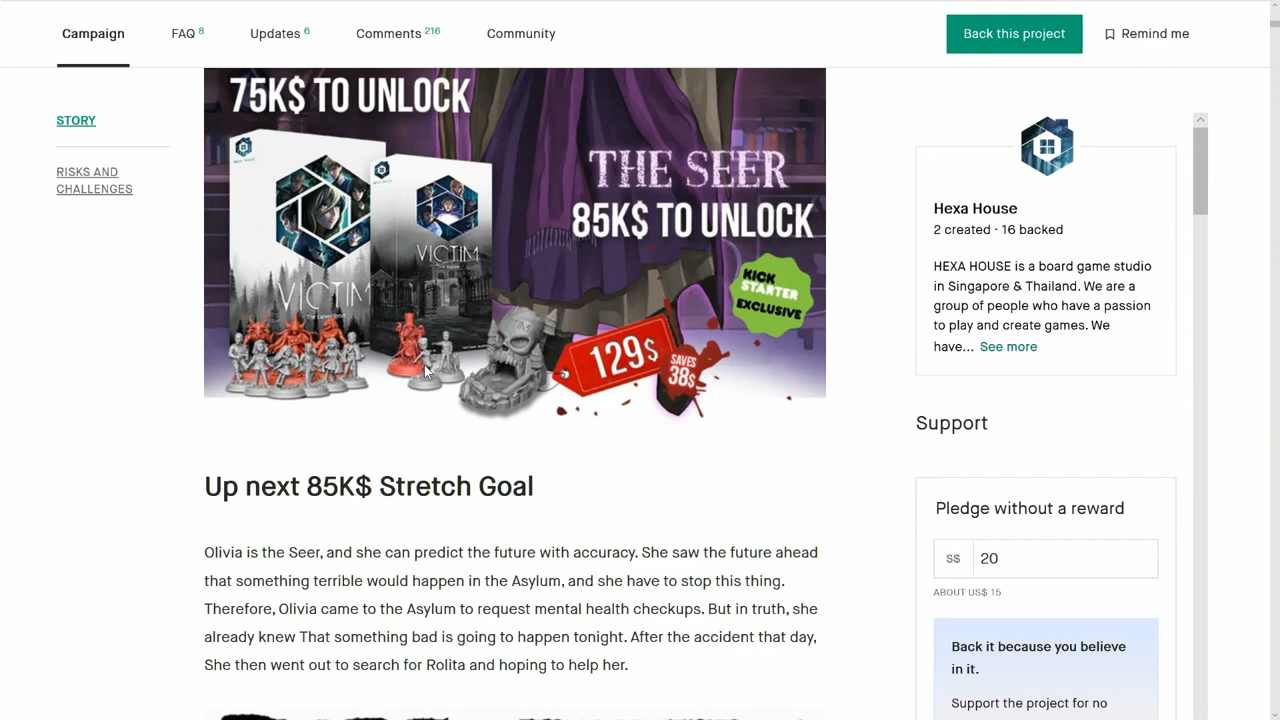 Campaign
FAQ 8
Updates 6
Comments 216
Community
Back this project
Remind me
STORY
RISKS AND
CHALLENGES
75K$ TO UNLOCK
THE SEER
85K$ TO UNLOCK
HEXA HOUSE
VICTIM
VICTIM
KICK
STARTER
EXCLUSIVE
129$
SAVES
38$
Hexa House
2 created · 16 backed
HEXA HOUSE is a board game studio
in Singapore & Thailand. We are a
group of people who have a passion
to play and create games. We
have... See more
Support
Up next 85K$ Stretch Goal
Olivia is the Seer, and she can predict the future with accuracy. She saw the future ahead
that something terrible would happen in the Asylum, and she have to stop this thing.
Therefore, Olivia came to the Asylum to request mental health checkups. But in truth, she
already knew That something bad is going to happen tonight. After the accident that day,
She then went out to search for Rolita and hoping to help her.
Pledge without a reward
S$ 20
ABOUT US$ 15
Back it because you believe
in it.
Support the project for no